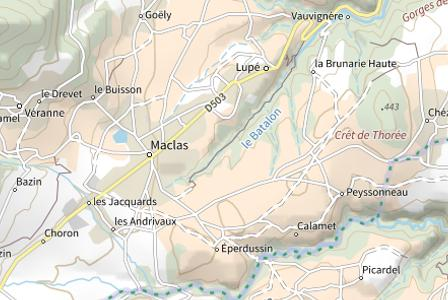 Goëly
Vauvignère
Gorges de
Lupé
la Brunarie Haute
le Drevet
le Buisson
D503
443
Véranne
le Batalon
Crêt de Thorée
Maclas
Bazin
Peyssonneau
les Jacquards
les Andrivaux
Calamet
Choron
Éperdussin
Picardel